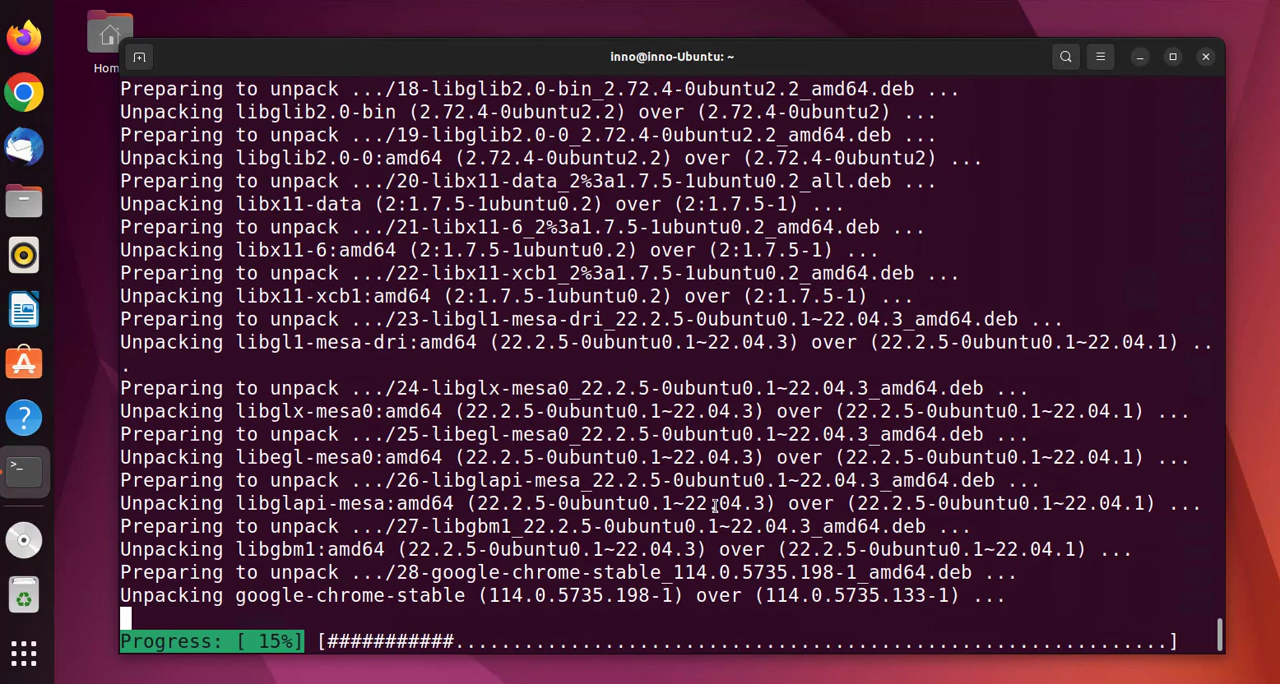 Hom
inno@inno-Ubuntu: ~
Preparing to unpack .../18-libglib2.0-bin_2.72.4-0ubuntu2.2_amd64.deb ...
Unpacking libglib2.0-bin (2.72.4-0ubuntu2.2) over (2.72.4-0ubuntu2) ...
Preparing to unpack .../19-libglib2.0-0_2.72.4-0ubuntu2.2_amd64.deb ...
Unpacking libglib2.0-0:amd64 (2.72.4-0ubuntu2.2) over (2.72.4-0ubuntu2) ...
Preparing to unpack .../20-libx11-data_2%3a1.7.5-1ubuntu0.2_all.deb ...
Unpacking libx11-data (2:1.7.5-1ubuntu0.2) over (2:1.7.5-1) ...
Preparing to unpack .../21-libx11-6_2%3a1.7.5-1ubuntu0.2_amd64.deb ...
Unpacking libx11-6:amd64 (2:1.7.5-1ubuntu0.2) over (2:1.7.5-1) ...
Preparing to unpack .../22-libx11-xcb1_2%3a1.7.5-1ubuntu0.2_amd64.deb ...
Unpacking libx11-xcb1:amd64 (2:1.7.5-1ubuntu0.2) over (2:1.7.5-1) ...
Preparing to unpack .../23-libgl1-mesa-dri_22.2.5-0ubuntu0.1~22.04.3_amd64.deb ...
Unpacking libgl1-mesa-dri:amd64 (22.2.5-0ubuntu0.1~22.04.3) over (22.2.5-0ubuntu0.1~22.04.1) ..
.
Preparing to unpack .../24-libglx-mesa0_22.2.5-0ubuntu0.1~22.04.3_amd64.deb ...
Unpacking libglx-mesa0:amd64 (22.2.5-0ubuntu0.1~22.04.3) over (22.2.5-0ubuntu0.1~22.04.1) ...
Preparing to unpack .../25-libegl-mesa0_22.2.5-0ubuntu0.1~22.04.3_amd64.deb ...
Unpacking libegl-mesa0:amd64 (22.2.5-0ubuntu0.1~22.04.3) over (22.2.5-0ubuntu0.1~22.04.1) ...
Preparing to unpack .../26-libglapi-mesa_22.2.5-0ubuntu0.1~22.04.3_amd64.deb ...
Unpacking libglapi-mesa:amd64 (22.2.5-0ubuntu0.1~22.04.3) over (22.2.5-0ubuntu0.1~22.04.1) ...
Preparing to unpack .../27-libgbm1_22.2.5-0ubuntu0.1~22.04.3_amd64.deb ...
Unpacking libgbm1:amd64 (22.2.5-0ubuntu0.1~22.04.3) over (22.2.5-0ubuntu0.1~22.04.1) ...
Preparing to unpack .../28-google-chrome-stable_114.0.5735.198-1_amd64.deb ...
Unpacking google-chrome-stable (114.0.5735.198-1) over (114.0.5735.133-1) ...
Progress: [ 15%] [###########..............................................................]